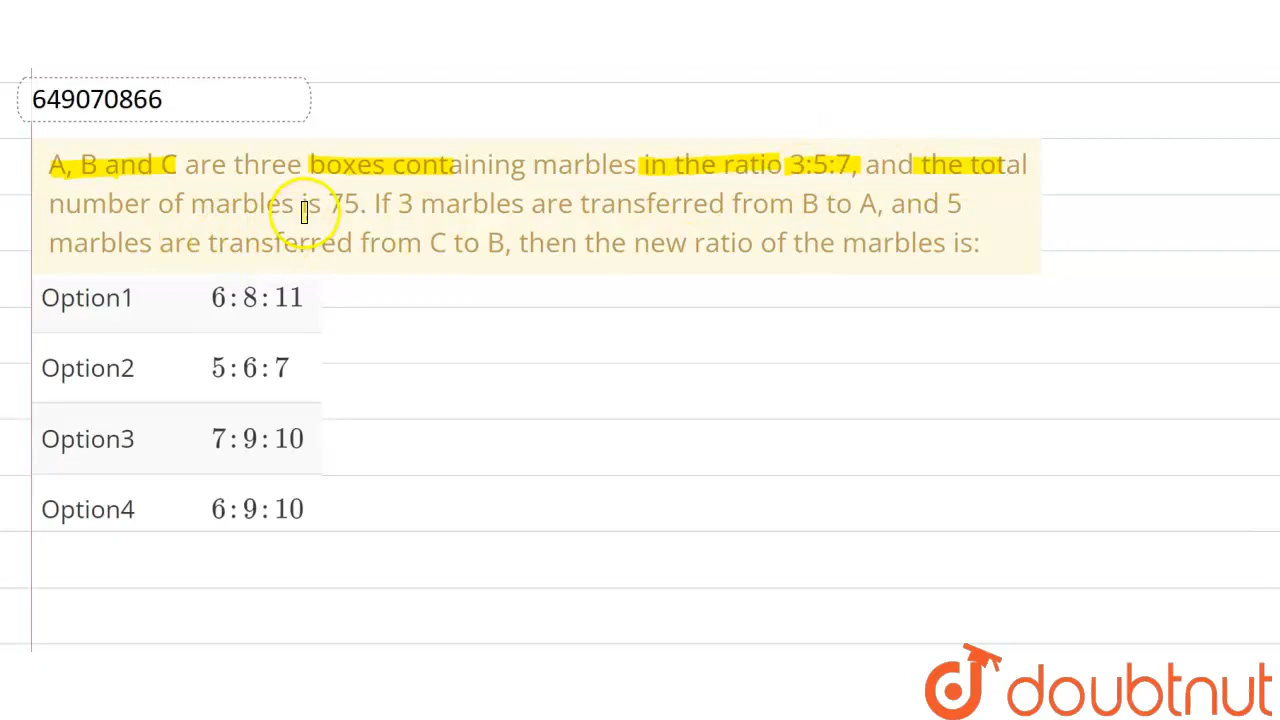 649070866
A, B and C are three boxes containing marbles in the ratio 3:5:7, and the total
number of marbles is 75. If 3 marbles are transferred from B to A, and 5
marbles are transferred from C to B, then the new ratio of the marbles is:
Option1 6 : 8 : 11
Option2 5 : 6 : 7
Option3 7 : 9 : 10
Option4 6 : 9 : 10
doubtnut